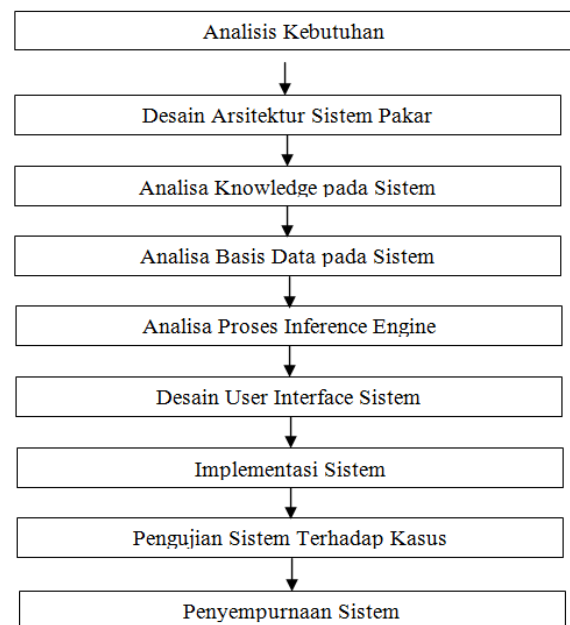 Analisis Kebutuhan
Desain Arsitektur Sistem Pakar
Analisa Knowledge pada Sistem
Analisa Basis Data pada Sistem
Analisa Proses Inference Engine
Desain User Interface Sistem
Implementasi Sistem
Pengujian Sistem Terhadap Kasus
Penyempurnaan Sistem